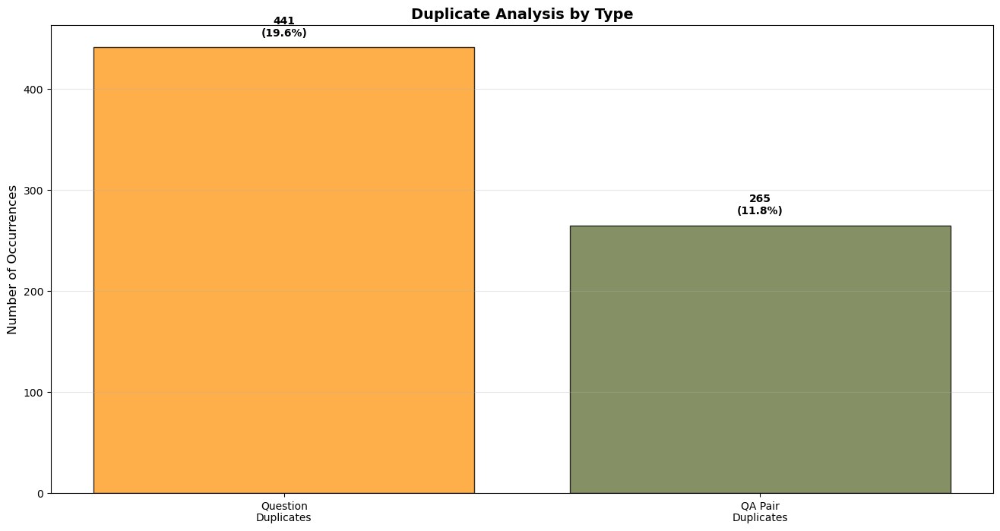 Duplicate Analysis by Type
441
(19.6%)
265
(11.8%)
Number of Occurrences
400
300
200
100
0
Question
Duplicates
QA Pair
Duplicates